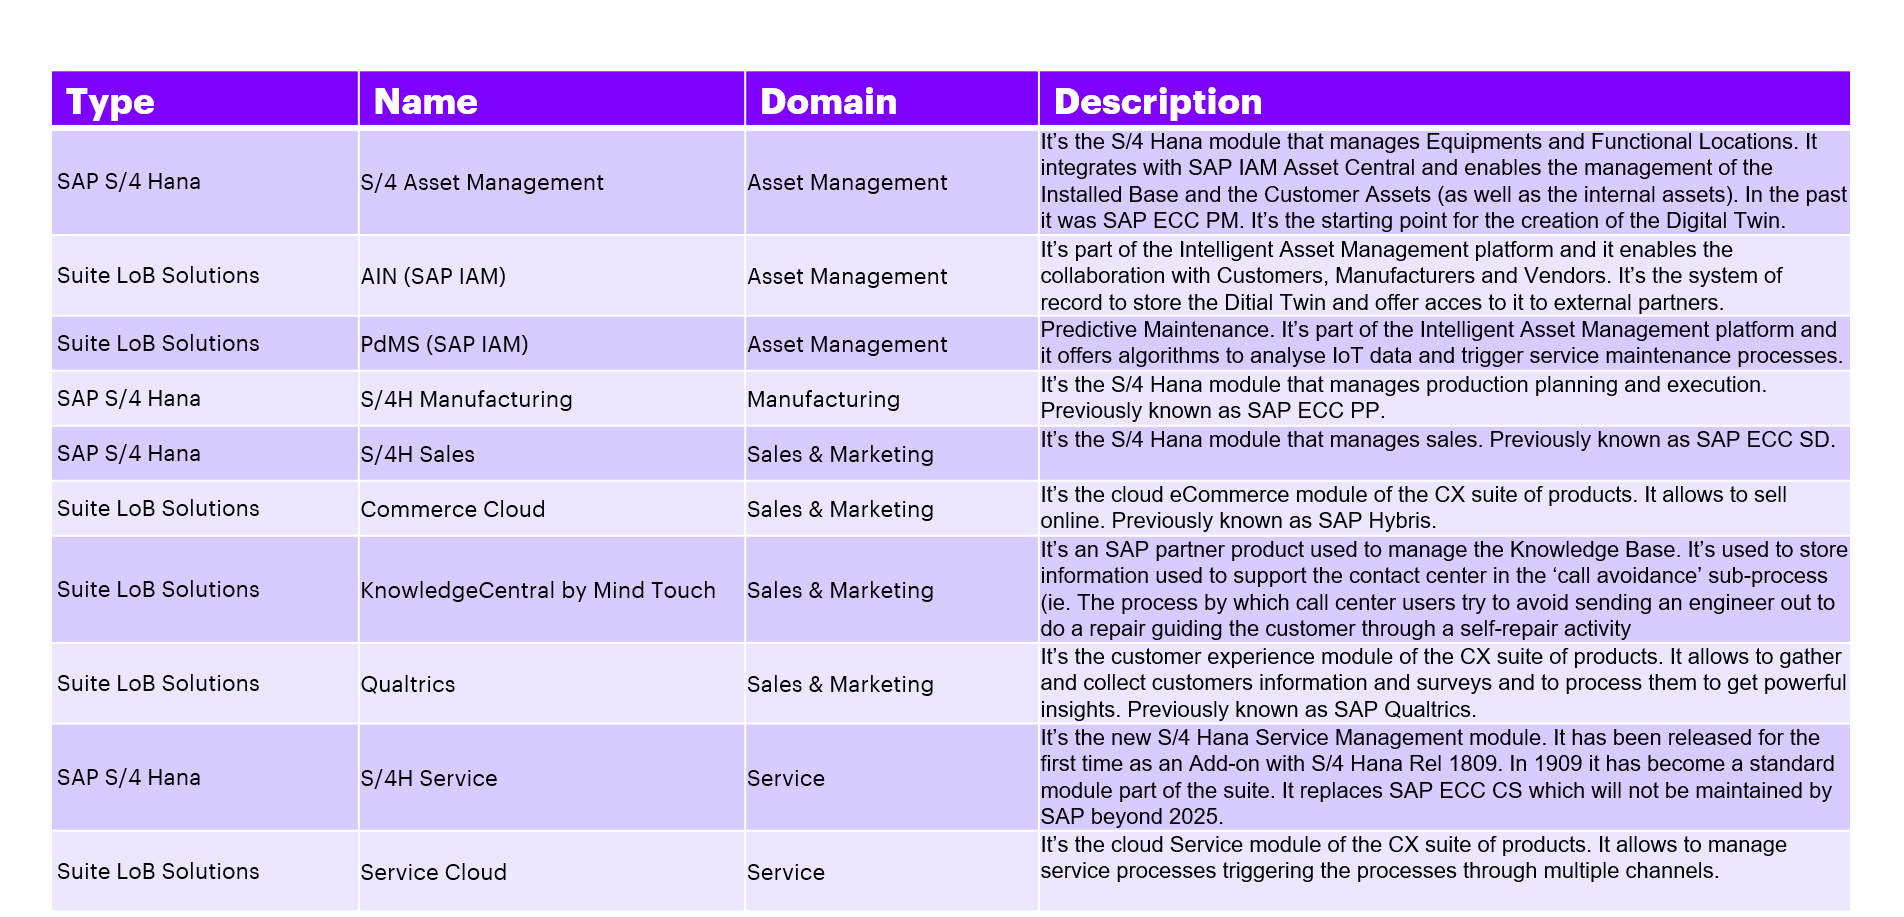 Type Name Domain Description
SAP S/4 Hana S/4 Asset Management Asset Management
It’s the S/4 Hana module that manages Equipments and Functional Locations. It
integrates with SAP IAM Asset Central and enables the management of the
Installed Base and the Customer Assets (as well as the internal assets). In the past
it was SAP ECC PM. It’s the starting point for the creation of the Digital Twin.
Suite LoB Solutions AIN (SAP IAM) Asset Management
It’s part of the Intelligent Asset Management platform and it enables the
collaboration with Customers, Manufacturers and Vendors. It’s the system of
record to store the Ditial Twin and offer acces to it to external partners.
Suite LoB Solutions PdMS (SAP IAM) Asset Management
Predictive Maintenance. It’s part of the Intelligent Asset Management platform and
it offers algorithms to analyse IoT data and trigger service maintenance processes.
SAP S/4 Hana S/4H Manufacturing Manufacturing
It’s the S/4 Hana module that manages production planning and execution.
Previously known as SAP ECC PP.
SAP S/4 Hana S/4H Sales Sales & Marketing
It’s the S/4 Hana module that manages sales. Previously known as SAP ECC SD.
Suite LoB Solutions Commerce Cloud Sales & Marketing
It’s the cloud eCommerce module of the CX suite of products. It allows to sell
online. Previously known as SAP Hybris.
Suite LoB Solutions KnowledgeCentral by Mind Touch Sales & Marketing
It’s an SAP partner product used to manage the Knowledge Base. It’s used to store
information used to support the contact center in the ‘call avoidance’ sub-process
(ie. The process by which call center users try to avoid sending an engineer out to
do a repair guiding the customer through a self-repair activity
Suite LoB Solutions Qualtrics Sales & Marketing
It’s the customer experience module of the CX suite of products. It allows to gather
and collect customers information and surveys and to process them to get powerful
insights. Previously known as SAP Qualtrics.
SAP S/4 Hana S/4H Service Service
It’s the new S/4 Hana Service Management module. It has been released for the
first time as an Add-on with S/4 Hana Rel 1809. In 1909 it has become a standard
module part of the suite. It replaces SAP ECC CS which will not be maintained by
SAP beyond 2025.
Suite LoB Solutions Service Cloud Service
It’s the cloud Service module of the CX suite of products. It allows to manage
service processes triggering the processes through multiple channels.